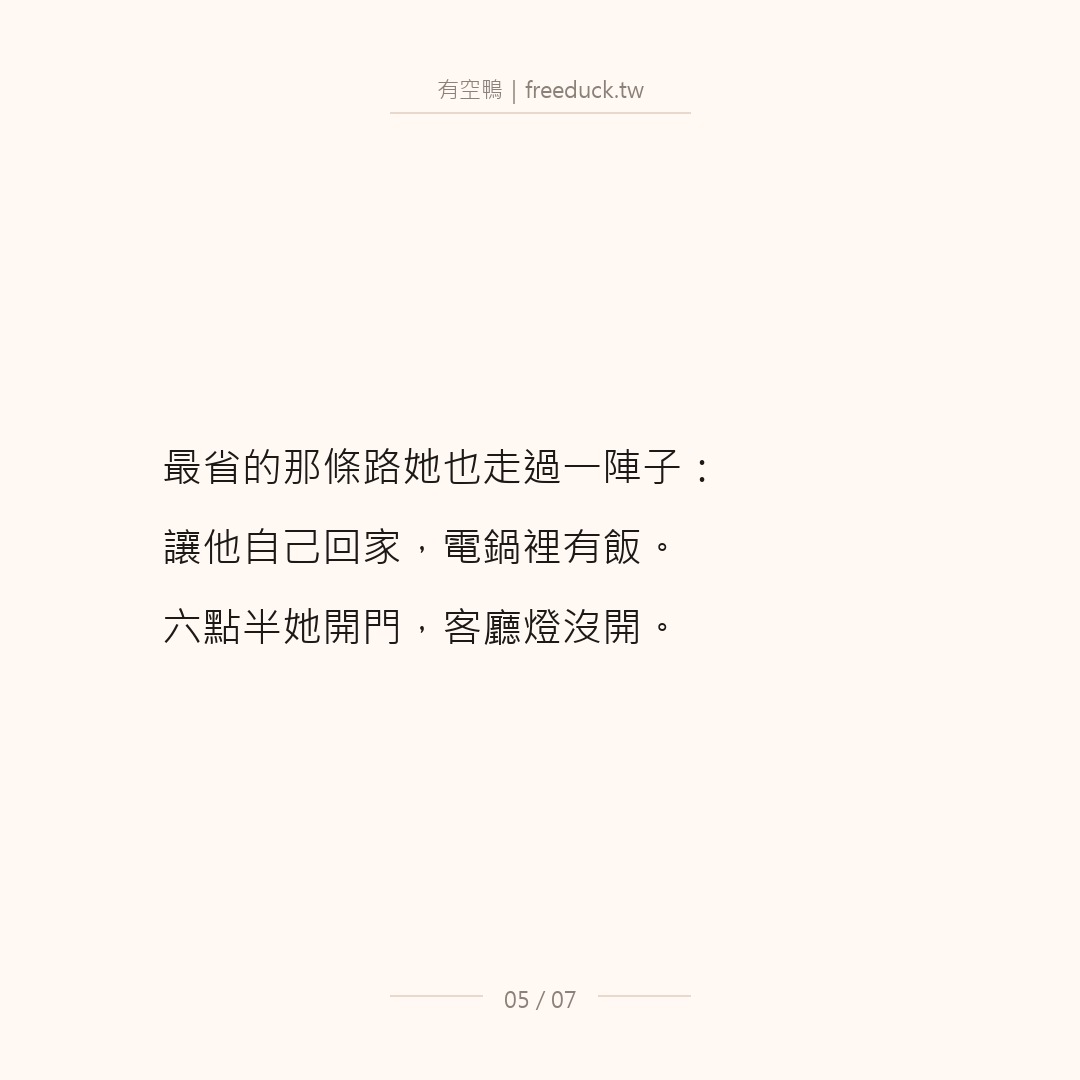 有空鴨 | freeduck.tw
最省的那條路她也走過一陣子：
讓他自己回家，電鍋裡有飯。
六點半她開門，客廳燈沒開。
05 / 07